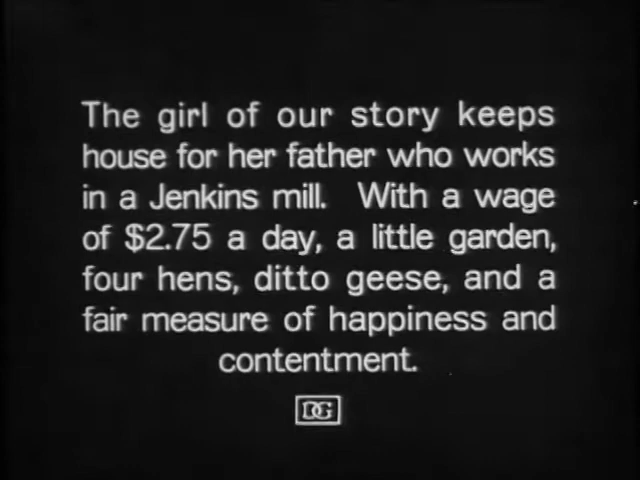 The girl of our story keeps
house for her father who works
in a Jenkins mill. With a wage
of $2.75 a day, a little garden,
four hens, ditto geese, and a
fair measure of happiness and
contentment.
DG